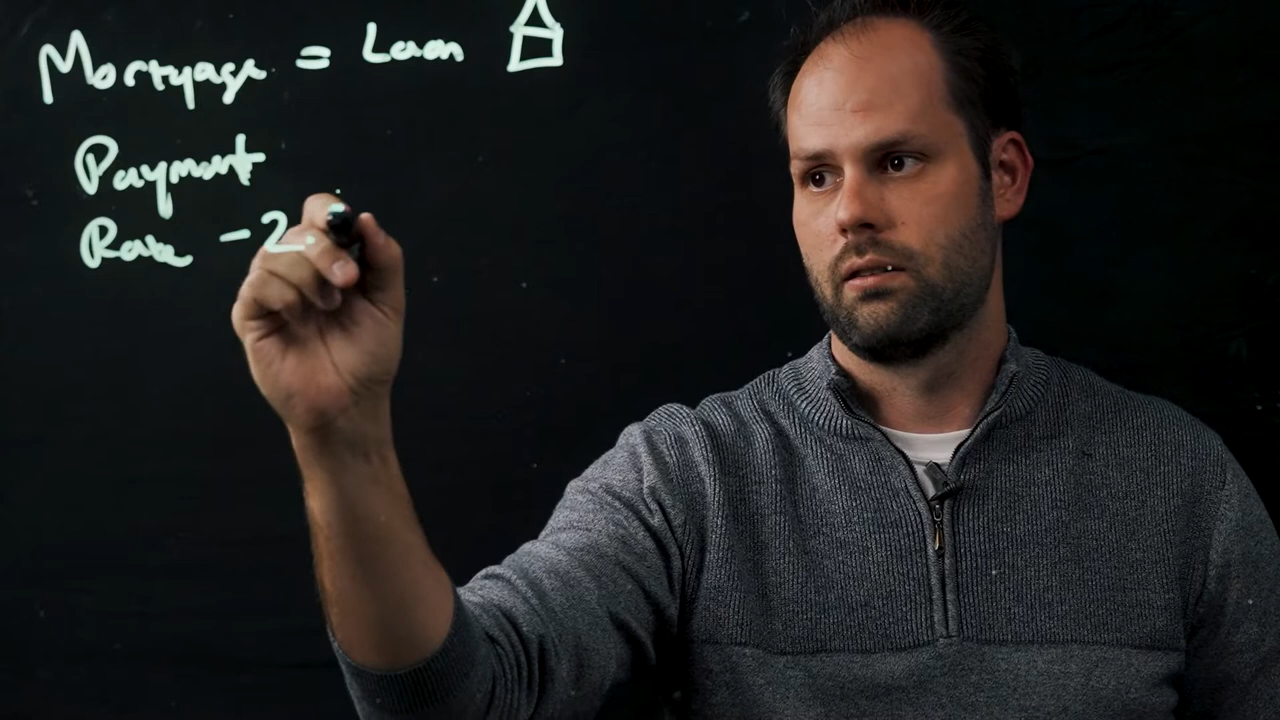 Mortgage = Loan
Payment
Rate - 2.